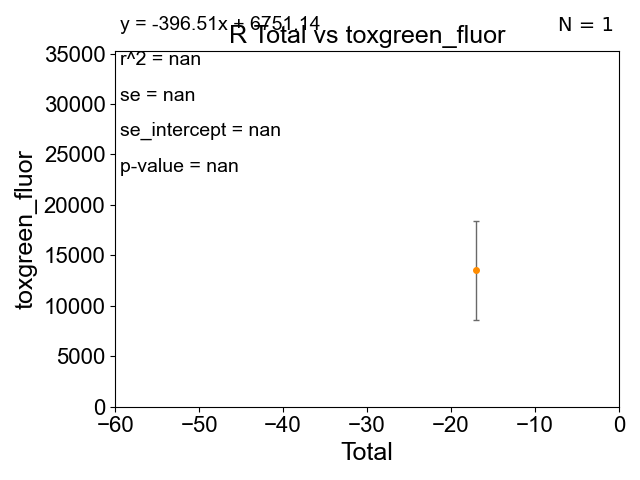 y = -396.51x + 6751.14
R Total vs toxgreen_fluor
N = 1
r^2 = nan
se = nan
se_intercept = nan
p-value = nan
35000
30000
25000
20000
15000
10000
5000
0
toxgreen_fluor
−60
−50
−40
−30
−20
−10
0
Total